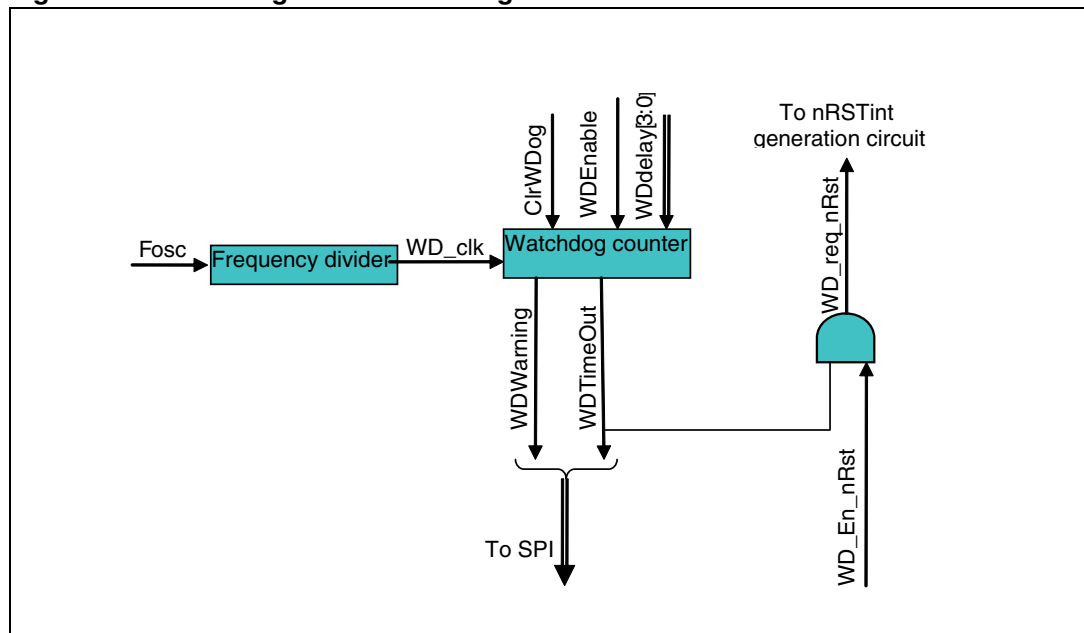 ClrWDog
WDEnable
WDdelay[3:0]
To nRSTint
generation circuit
Fosc
Frequency divider
WD_clk
Watchdog counter
WD_req_nRst
WDWarning
WDTimeOut
To SPI
WD_En_nRst